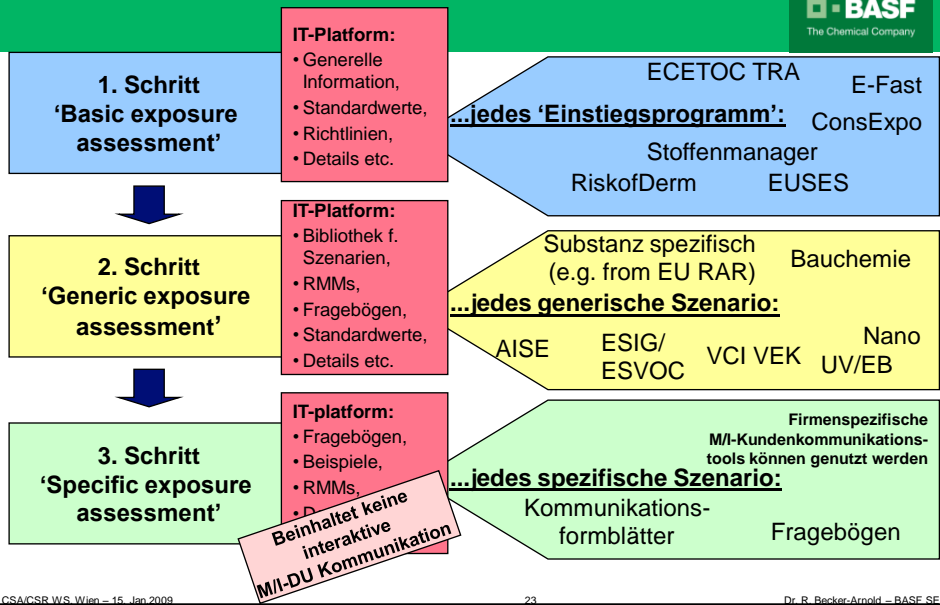 BASF
The Chemical Company
1. Schritt
'Basic exposure
assessment'
IT-Platform:
• Generelle
Information,
• Standardwerte,
• Richtlinien,
• Details etc.
ECETOC TRA
E-Fast
...jedes 'Einstiegsprogramm':
ConsExpo
Stoffenmanager
RiskofDerm
EUSES
2. Schritt
'Generic exposure
assessment'
IT-Platform:
• Bibliothek f.
Szenarien,
• RMMs,
• Fragebögen,
• Standardwerte,
• Details etc.
Substanz spezifisch
(e.g. from EU RAR)
Bauchemie
...jedes generische Szenario:
AISE
ESIG/
ESVOC
VCI VEK
Nano
UV/EB
3. Schritt
'Specific exposure
assessment'
IT-platform:
• Fragebögen,
• Beispiele,
• RMMs,
Beinhaltet keine
interaktive
M/I-DU Kommunikation
Firmenspezifische
M/I-Kundenkommunikations-
tools können genutzt werden
...jedes spezifische Szenario:
Kommunikations-
formblätter
Fragebögen
CSA/CSR WS, Wien – 15. Jan.2009
23
Dr. R. Becker-Arnold – BASF SE